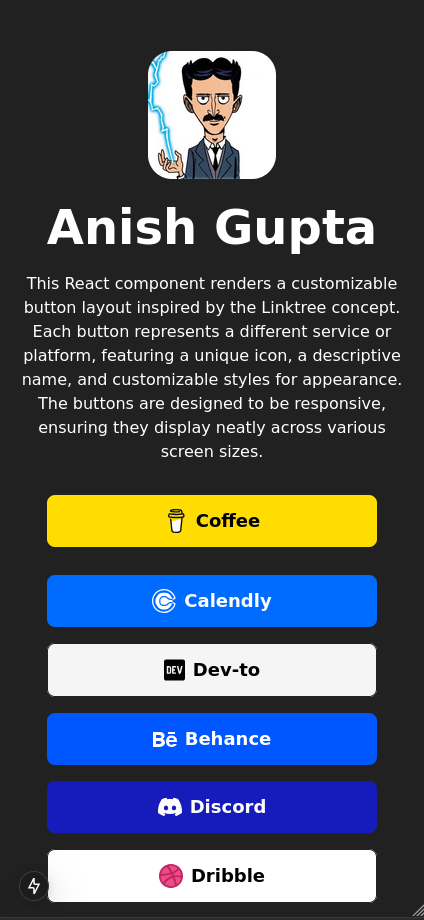 Anish Gupta
This React component renders a customizable
button layout inspired by the Linktree concept.
Each button represents a different service or
platform, featuring a unique icon, a descriptive
name, and customizable styles for appearance.
The buttons are designed to be responsive,
ensuring they display neatly across various
screen sizes.
Coffee
Calendly
DEV Dev-to
Bē Behance
Discord
Dribble